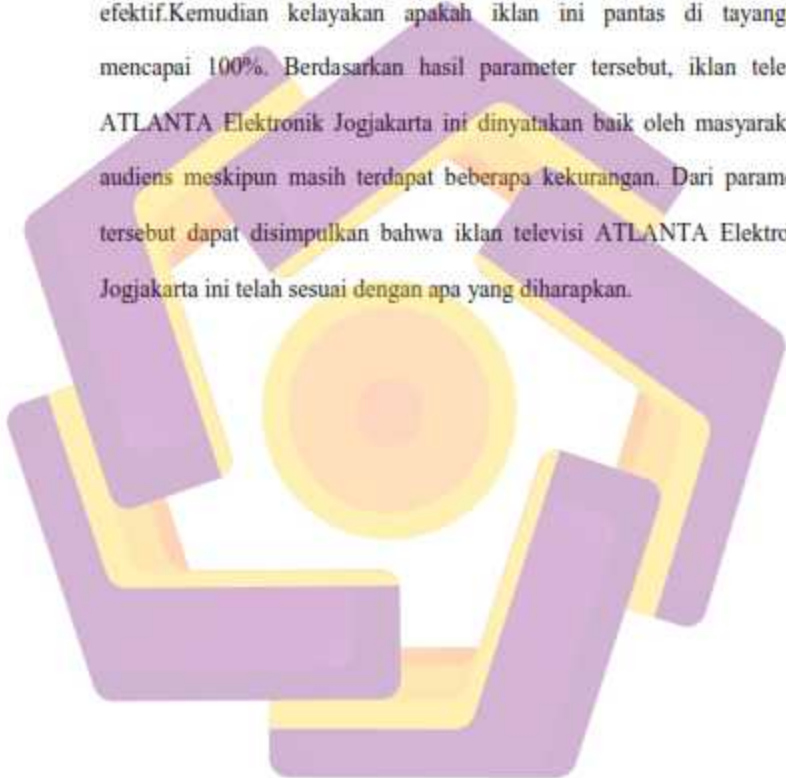 efektif.Kemudian kelayakan apakah iklan ini pantas di tayang
mencapai 100%. Berdasarkan hasil parameter tersebut, iklan tele
ATLANTA Elektronik Jogjakarta ini dinyatakan baik oleh masyarak
audiens meskipun masih terdapat beberapa kekurangan. Dari param
tersebut dapat disimpulkan bahwa iklan televisi ATLANTA Elektro
Jogjakarta ini telah sesuai dengan apa yang diharapkan.